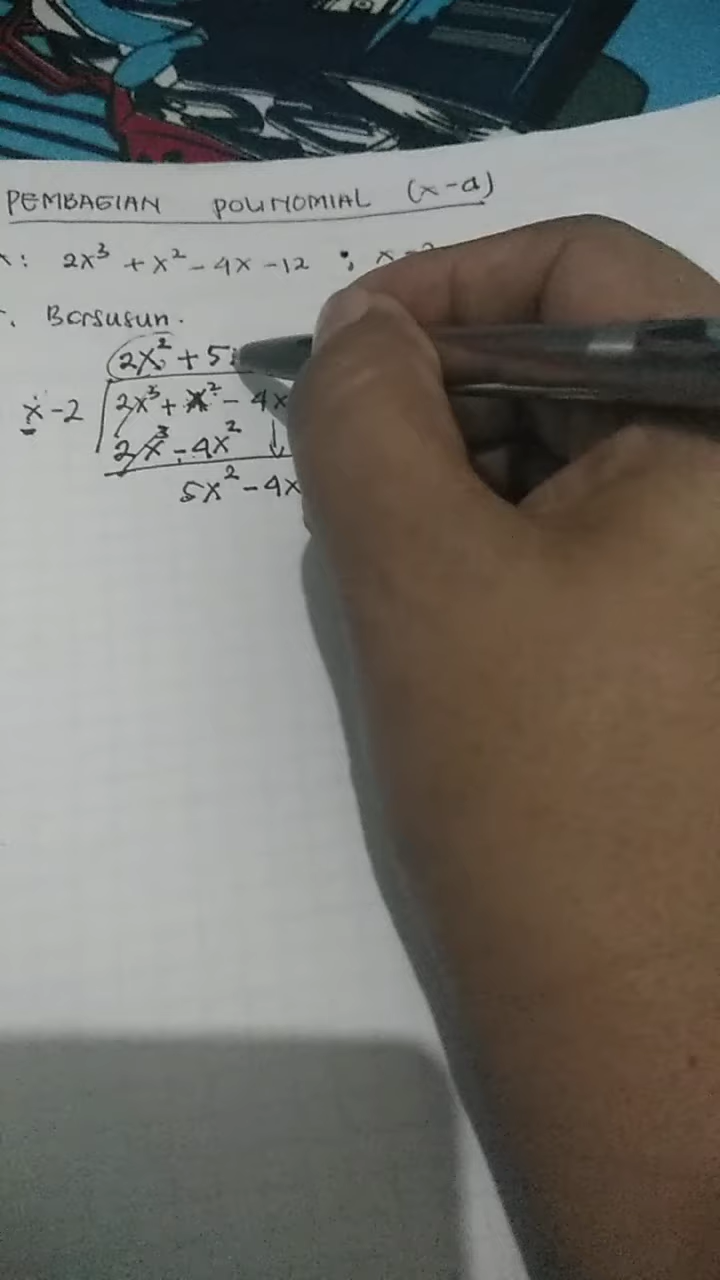 PEMBAGIAN POLINOMIAL (x-a)
: 2x³ + x² - 4x - 12 :
. Bersusun.
2x² + 5
x - 2 2x³ + x² - 4x
2x³ - 4x²
5x² - 4x